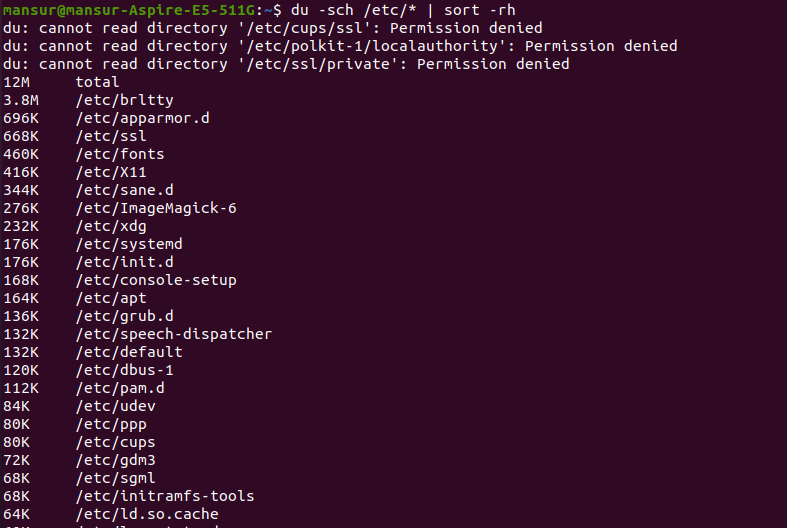 mansur@mansur-Aspire-E5-511G:~$ du -sch /etc/* | sort -rh
du: cannot read directory '/etc/cups/ssl': Permission denied
du: cannot read directory '/etc/polkit-1/localauthority': Permission denied
du: cannot read directory '/etc/ssl/private': Permission denied
12M total
3.8M /etc/brltty
696K /etc/apparmor.d
668K /etc/ssl
460K /etc/fonts
416K /etc/X11
344K /etc/sane.d
276K /etc/ImageMagick-6
232K /etc/xdg
176K /etc/systemd
176K /etc/init.d
168K /etc/console-setup
164K /etc/apt
136K /etc/grub.d
132K /etc/speech-dispatcher
132K /etc/default
120K /etc/dbus-1
112K /etc/pam.d
84K /etc/udev
80K /etc/ppp
80K /etc/cups
72K /etc/gdm3
68K /etc/sgml
68K /etc/initramfs-tools
64K /etc/ld.so.cache